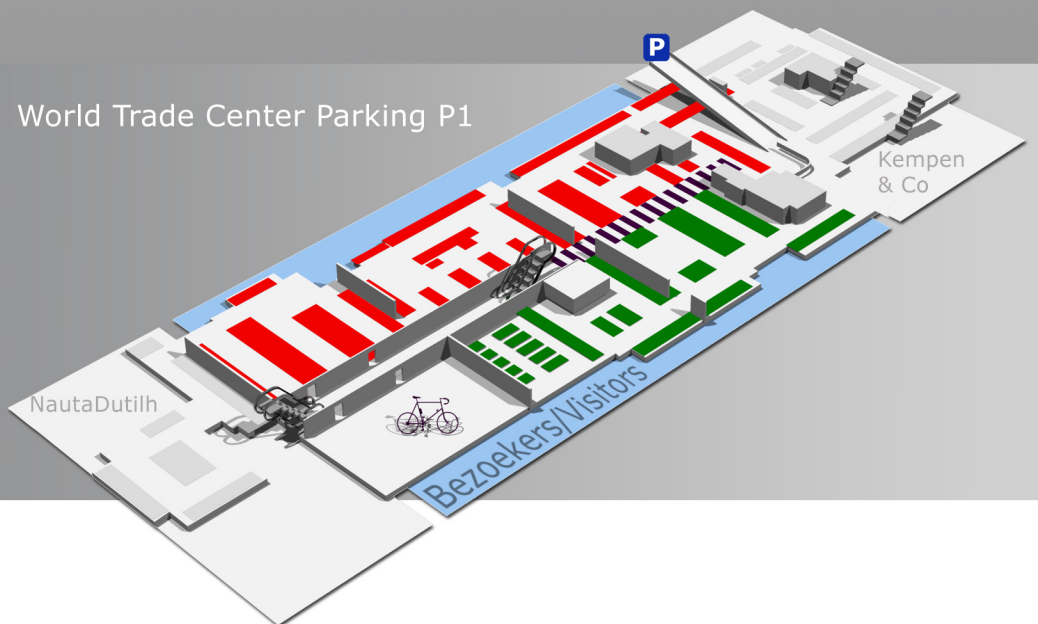 P
World Trade Center Parking P1
Kempen
& Co
NautaDutilh
Bezoekers/Visitors